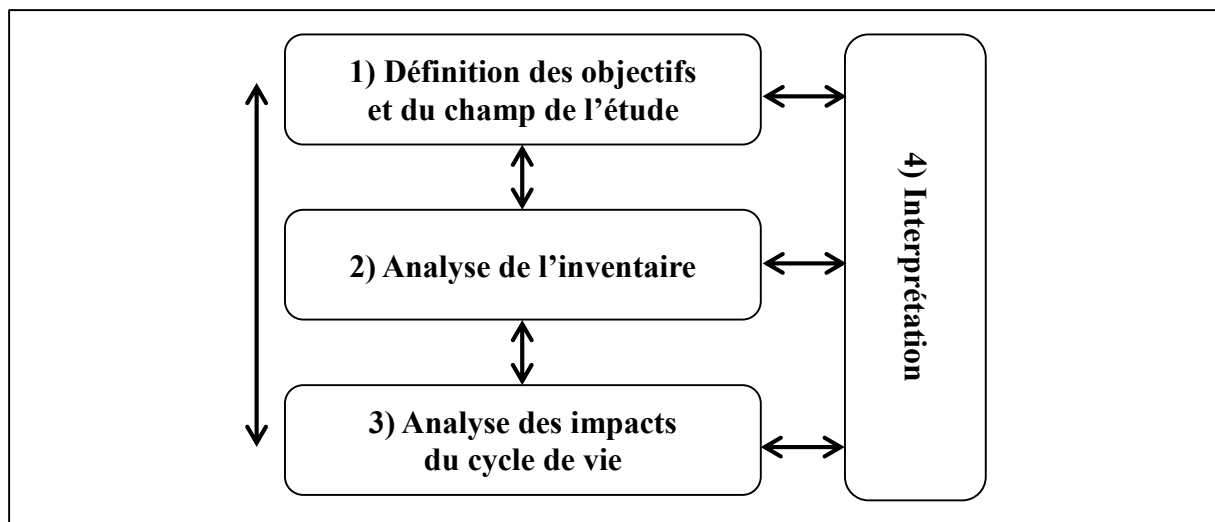 1) Définition des objectifs
et du champ de l’étude
2) Analyse de l’inventaire
3) Analyse des impacts
du cycle de vie
4) Interprétation